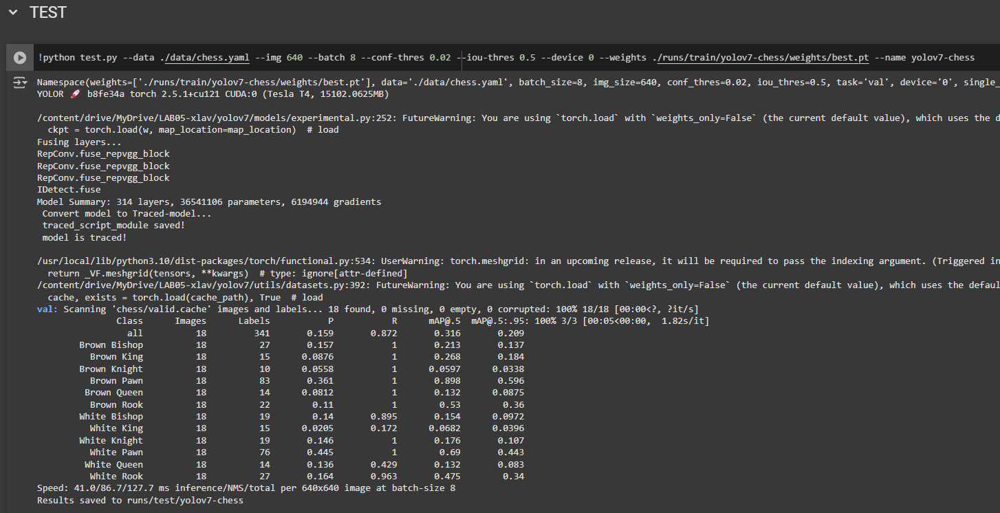 TEST
!python test.py --data ./data/chess.yaml --img 640 --batch 8 --conf-thres 0.02 --iou-thres 0.5 --device 0 --weights ./runs/train/yolov7-chess/weights/best.pt --name yolov7-chess
Namespace(weights=['./runs/train/yolov7-chess/weights/best.pt'], data='./data/chess.yaml', batch_size=8, img_size=640, conf_thres=0.02, iou_thres=0.5, task='val', device='0', single_
YOLOR 🚀 b8fe34a torch 2.5.1+cu121 CUDA:0 (Tesla T4, 15102.0625MB)
/content/drive/MyDrive/LAB05-xlav/yolov7/models/experimental.py:252: FutureWarning: You are using `torch.load` with `weights_only=False` (the current default value), which uses the d
ckpt = torch.load(w, map_location=map_location)  # load
Fusing layers...
RepConv.fuse_repvgg_block
RepConv.fuse_repvgg_block
RepConv.fuse_repvgg_block
IDetect.fuse
Model Summary: 314 layers, 36541106 parameters, 6194944 gradients
Convert model to Traced-model...
traced_script_module saved!
model is traced!
/usr/local/lib/python3.10/dist-packages/torch/functional.py:534: UserWarning: torch.meshgrid: in an upcoming release, it will be required to pass the indexing argument. (Triggered in
return _VF.meshgrid(tensors, **kwargs)  # type: ignore[attr-defined]
/content/drive/MyDrive/LAB05-xlav/yolov7/utils/datasets.py:392: FutureWarning: You are using `torch.load` with `weights_only=False` (the current default value), which uses the defaul
cache, exists = torch.load(cache_path), True  # load
val: Scanning 'chess/valid.cache' images and labels... 18 found, 0 missing, 0 empty, 0 corrupted: 100% 18/18 [00:00<?, ?it/s]
Class Images Labels P R mAP@.5 mAP@.5:.95: 100% 3/3 [00:05<00:00, 1.82s/it]
all 18 341 0.159 0.872 0.316 0.209
Brown Bishop 18 27 0.157 1 0.213 0.137
Brown King 18 15 0.0876 1 0.268 0.184
Brown Knight 18 10 0.0558 1 0.0597 0.0338
Brown Pawn 18 83 0.361 1 0.898 0.596
Brown Queen 18 14 0.0812 1 0.132 0.0875
Brown Rook 18 22 0.11 1 0.53 0.36
White Bishop 18 19 0.14 0.895 0.154 0.0972
White King 18 15 0.0205 0.172 0.0682 0.0396
White Knight 18 19 0.146 1 0.176 0.107
White Pawn 18 76 0.445 1 0.69 0.443
White Queen 18 14 0.136 0.429 0.132 0.083
White Rook 18 27 0.164 0.963 0.475 0.34
Speed: 41.0/86.7/127.7 ms inference/NMS/total per 640x640 image at batch-size 8
Results saved to runs/test/yolov7-chess